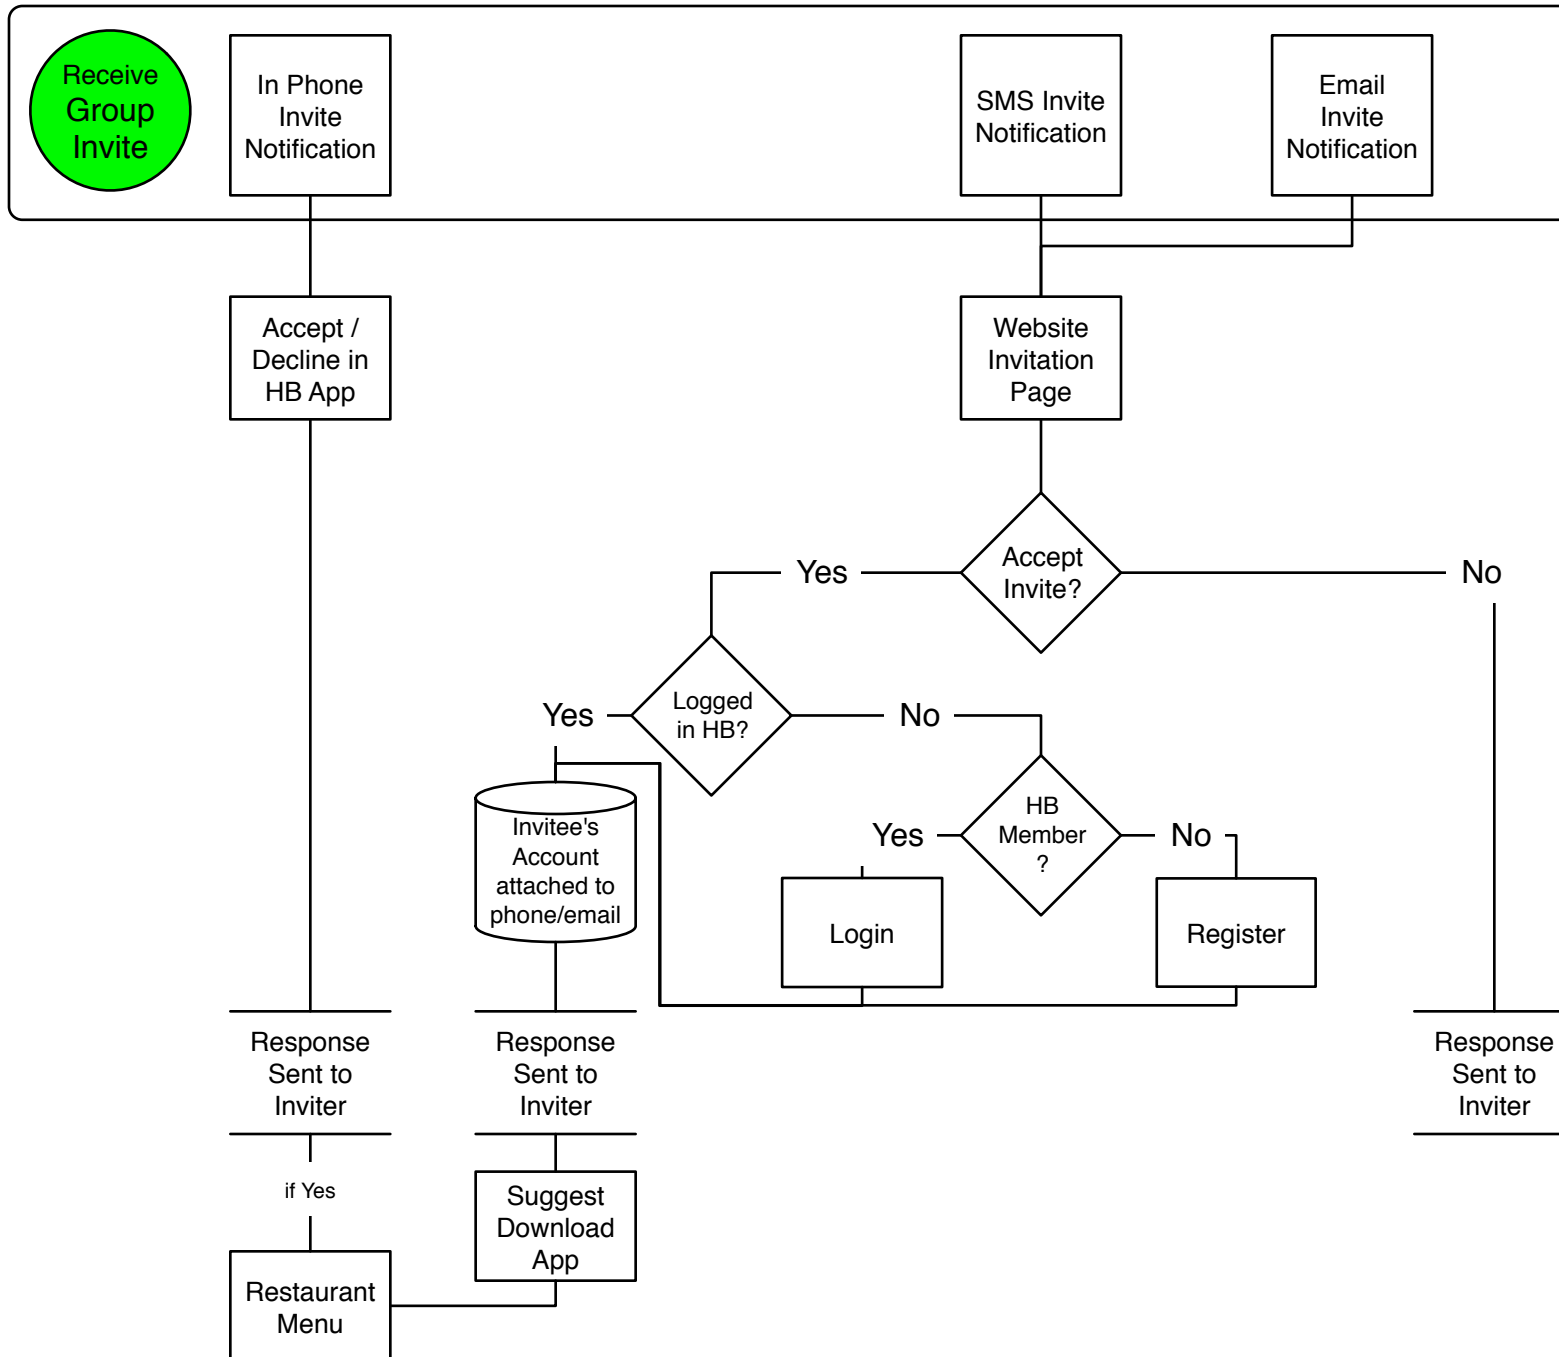 Receive
Group
Invite
In Phone
Invite
Notification
SMS Invite
Notification
Email
Invite
Notification
Accept /
Decline in
HB App
Website
Invitation
Page
Accept
Invite?
Yes
No
Logged
in HB?
Yes
No
HB
Member
?
Yes
No
Invitee's
Account
attached to
phone/email
Login
Register
Response
Sent to
Inviter
Response
Sent to
Inviter
Response
Sent to
Inviter
if Yes
Suggest
Download
App
Restaurant
Menu